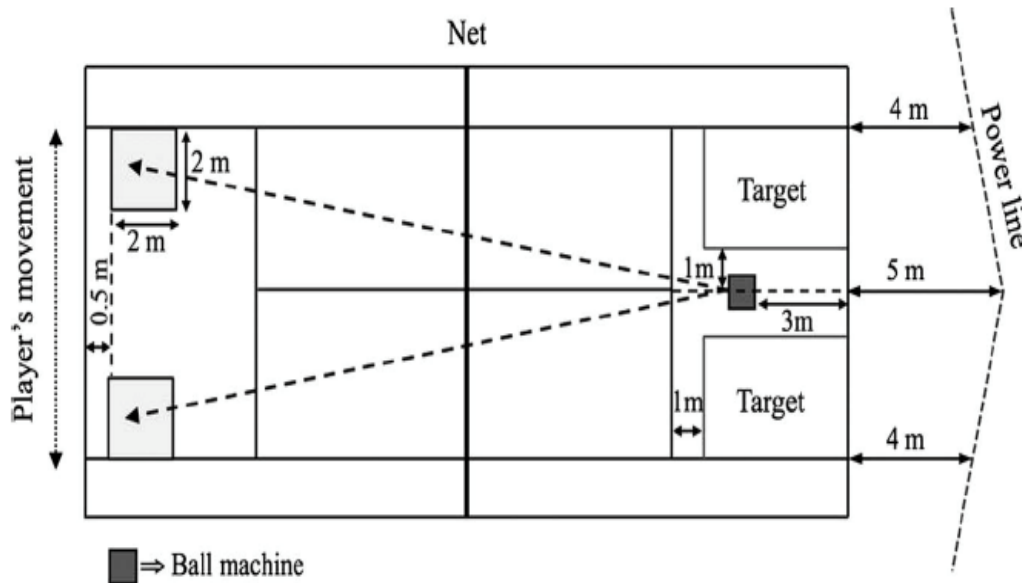 Net
4 m
Power line
Player's movement
2 m
Target
2 m
1m
5 m
0.5 m
3m
1m
Target
4 m
⇒ Ball machine